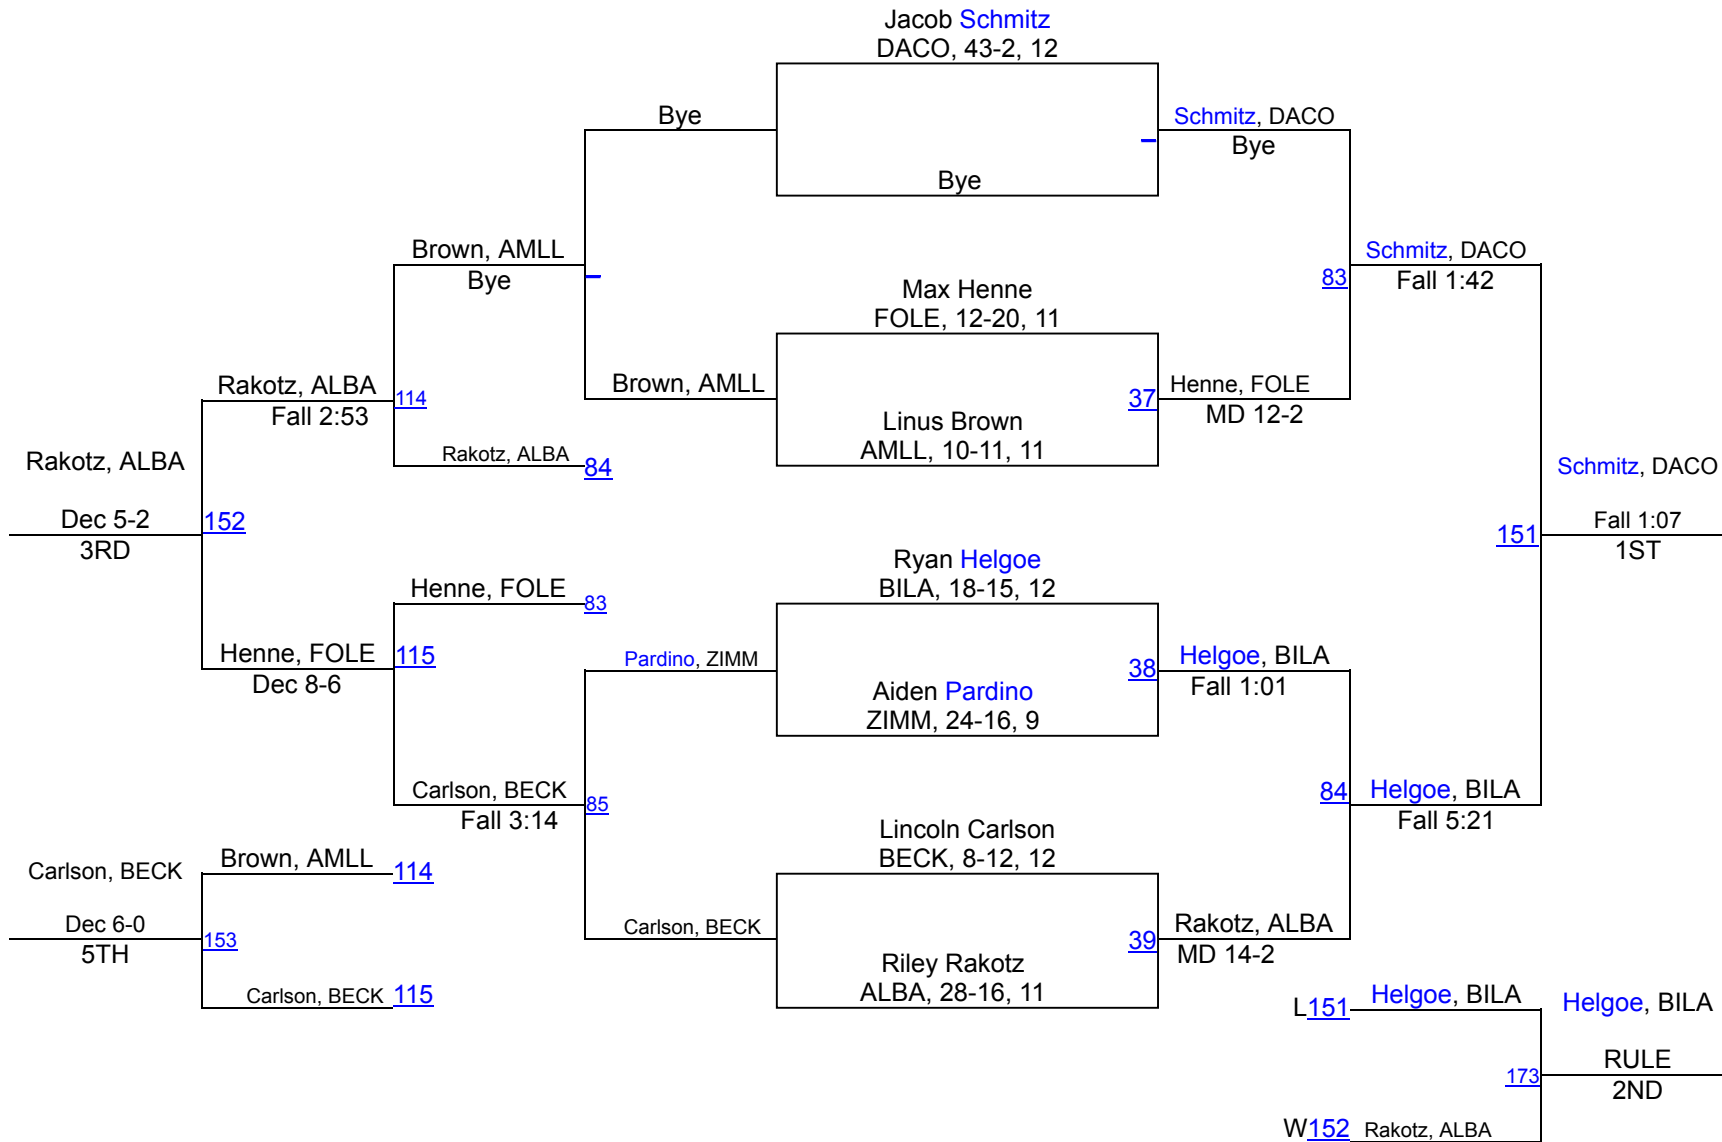 Jacob Schmitz
DACO, 43-2, 12
Bye
Schmitz, DACO
Bye
Bye
Brown, AMLL
Bye
Schmitz, DACO
Fall 1:42
83
Max Henne
FOLE, 12-20, 11
Rakotz, ALBA
Fall 2:53
114
Brown, AMLL
37
Henne, FOLE
MD 12-2
Linus Brown
AMLL, 10-11, 11
Rakotz, ALBA
84
Rakotz, ALBA
Schmitz, DACO
Dec 5-2
3RD
152
151
Fall 1:07
1ST
Ryan Helgoe
BILA, 18-15, 12
Henne, FOLE
83
Henne, FOLE
Dec 8-6
115
Pardino, ZIMM
38
Helgoe, BILA
Fall 1:01
Aiden Pardino
ZIMM, 24-16, 9
Carlson, BECK
Fall 3:14
85
84
Helgoe, BILA
Fall 5:21
Lincoln Carlson
BECK, 8-12, 12
Carlson, BECK
Brown, AMLL
114
Dec 6-0
5TH
153
Carlson, BECK
39
Rakotz, ALBA
MD 14-2
Riley Rakotz
ALBA, 28-16, 11
Carlson, BECK
115
L151
Helgoe, BILA
Helgoe, BILA
173
RULE
2ND
W152
Rakotz, ALBA